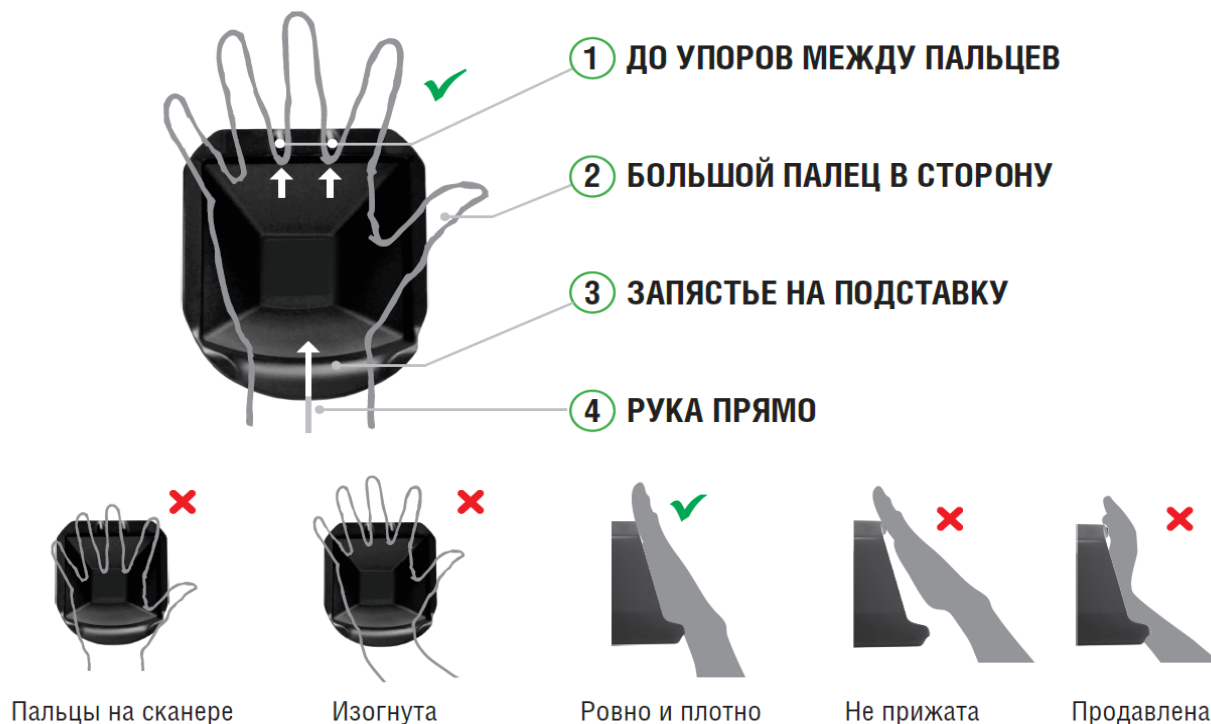 1 ДО УПОРОВ МЕЖДУ ПАЛЬЦЕВ
2 БОЛЬШОЙ ПАЛЕЦ В СТОРОНУ
3 ЗАПЯСТЬЕ НА ПОДСТАВКУ
4 РУКА ПРЯМО
Пальцы на сканере
Изогнута
Ровно и плотно
Не прижата
Продавлена